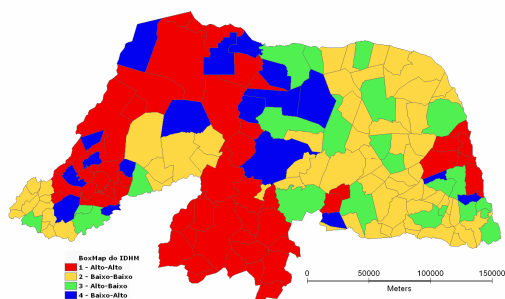 BoxMap do IDHM
1 - Alto-Alto
2 - Baixo-Baixo
3 - Alto-Baixo
4 - Baixo-Alto
0 50000 100000 150000
Meters